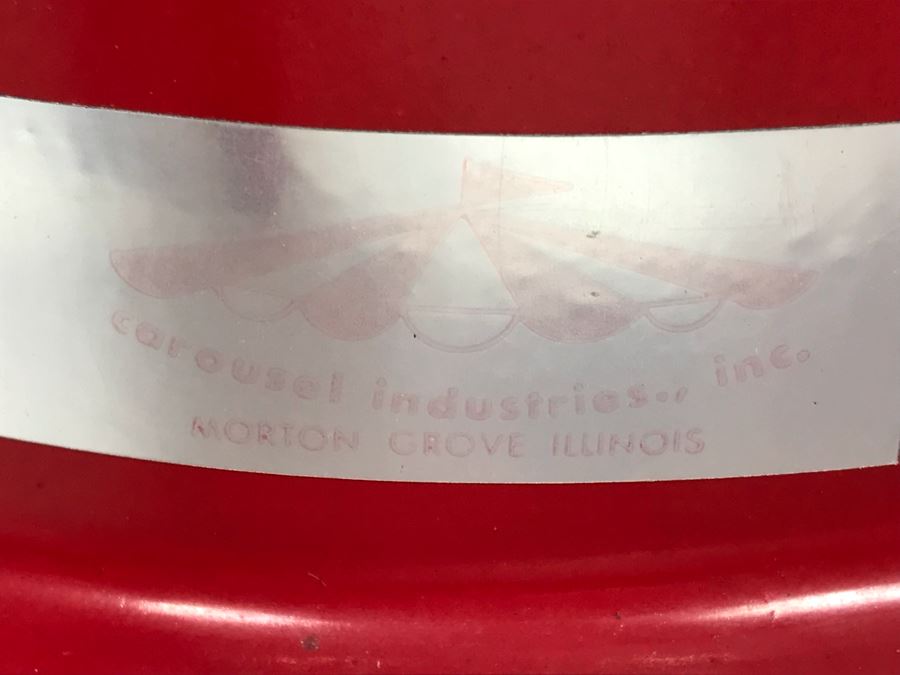 carousel industries., inc.
MORTON GROVE ILLINOIS